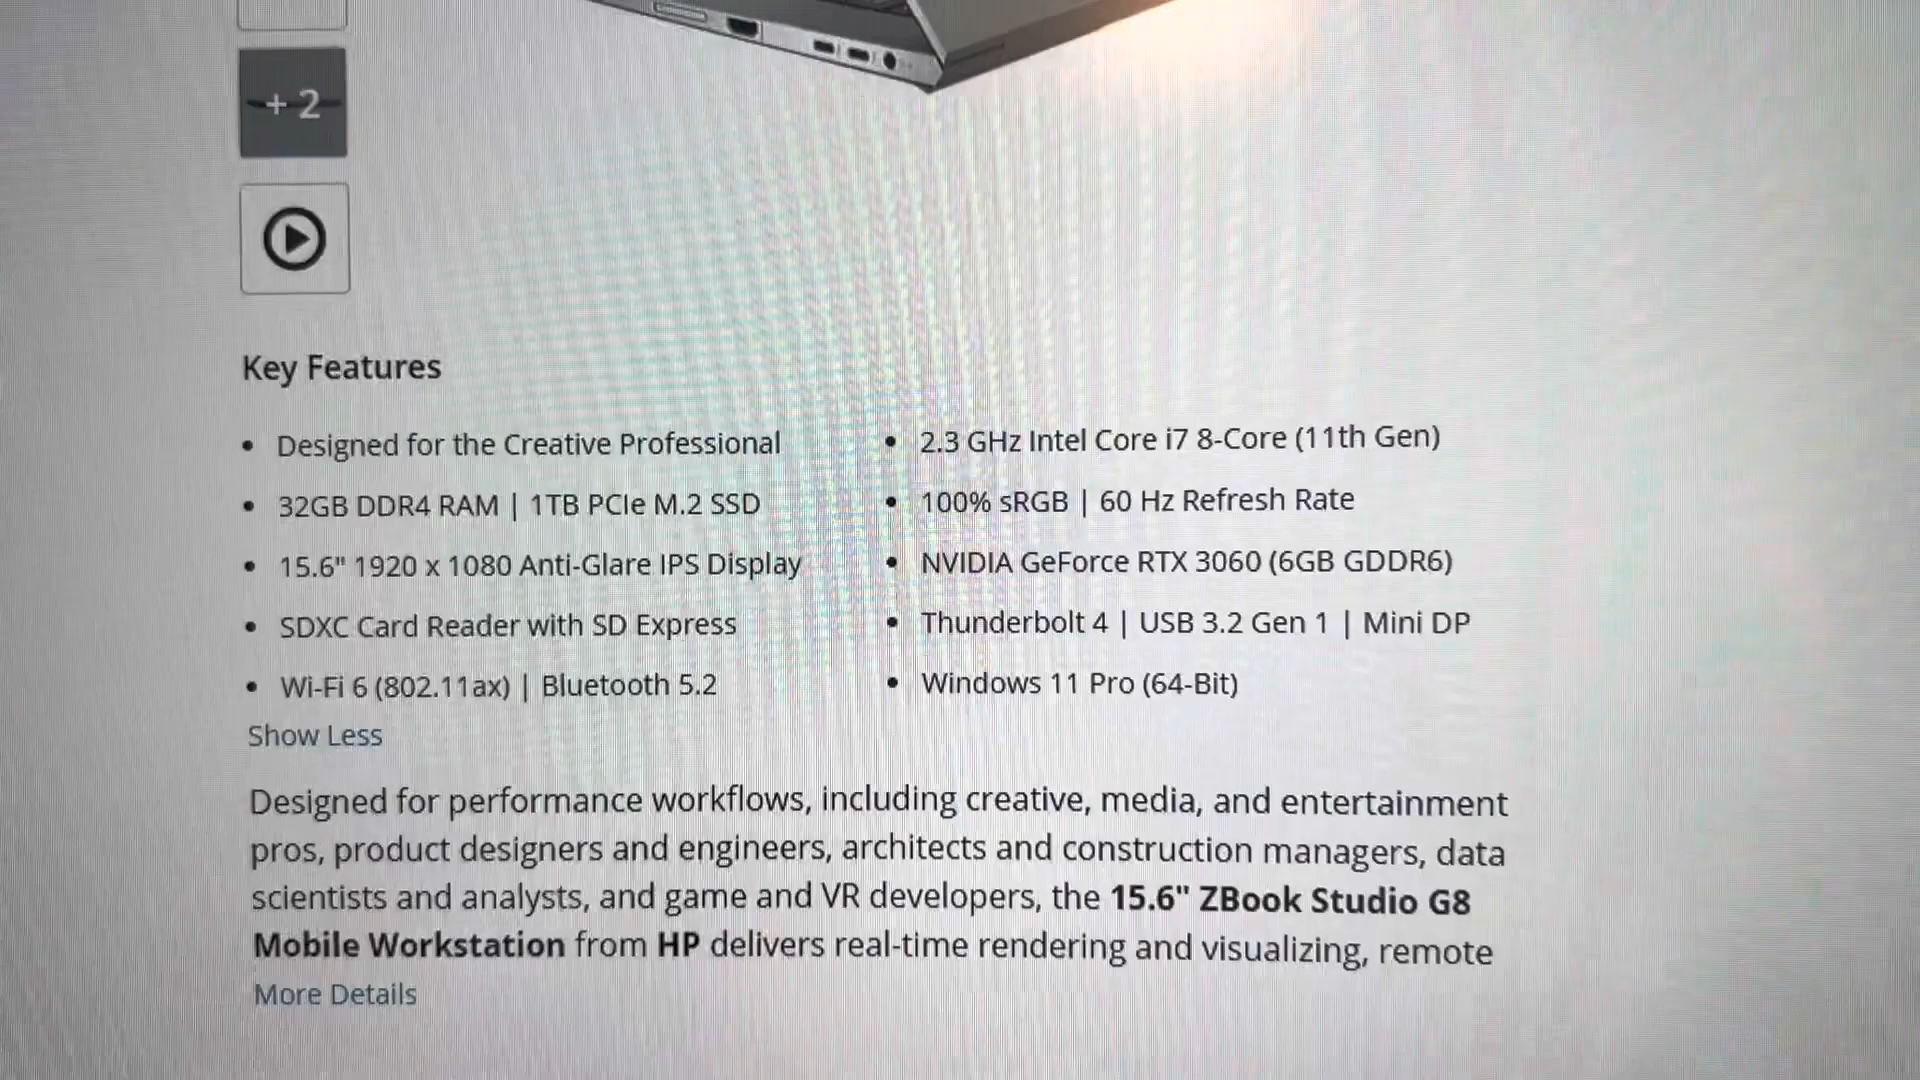 + 2
Key Features
Designed for the Creative Professional
32GB DDR4 RAM | 1TB PCIe M.2 SSD
15.6" 1920 x 1080 Anti-Glare IPS Display
SDXC Card Reader with SD Express
Wi-Fi 6 (802.11ax) | Bluetooth 5.2
2.3 GHz Intel Core i7 8-Core (11th Gen)
100% sRGB | 60 Hz Refresh Rate
NVIDIA GeForce RTX 3060 (6GB GDDR6)
Thunderbolt 4 | USB 3.2 Gen 1 | Mini DP
Windows 11 Pro (64-Bit)
Show Less
Designed for performance workflows, including creative, media, and entertainment
pros, product designers and engineers, architects and construction managers, data
scientists and analysts, and game and VR developers, the 15.6" ZBook Studio G8
Mobile Workstation from HP delivers real-time rendering and visualizing, remote
More Details